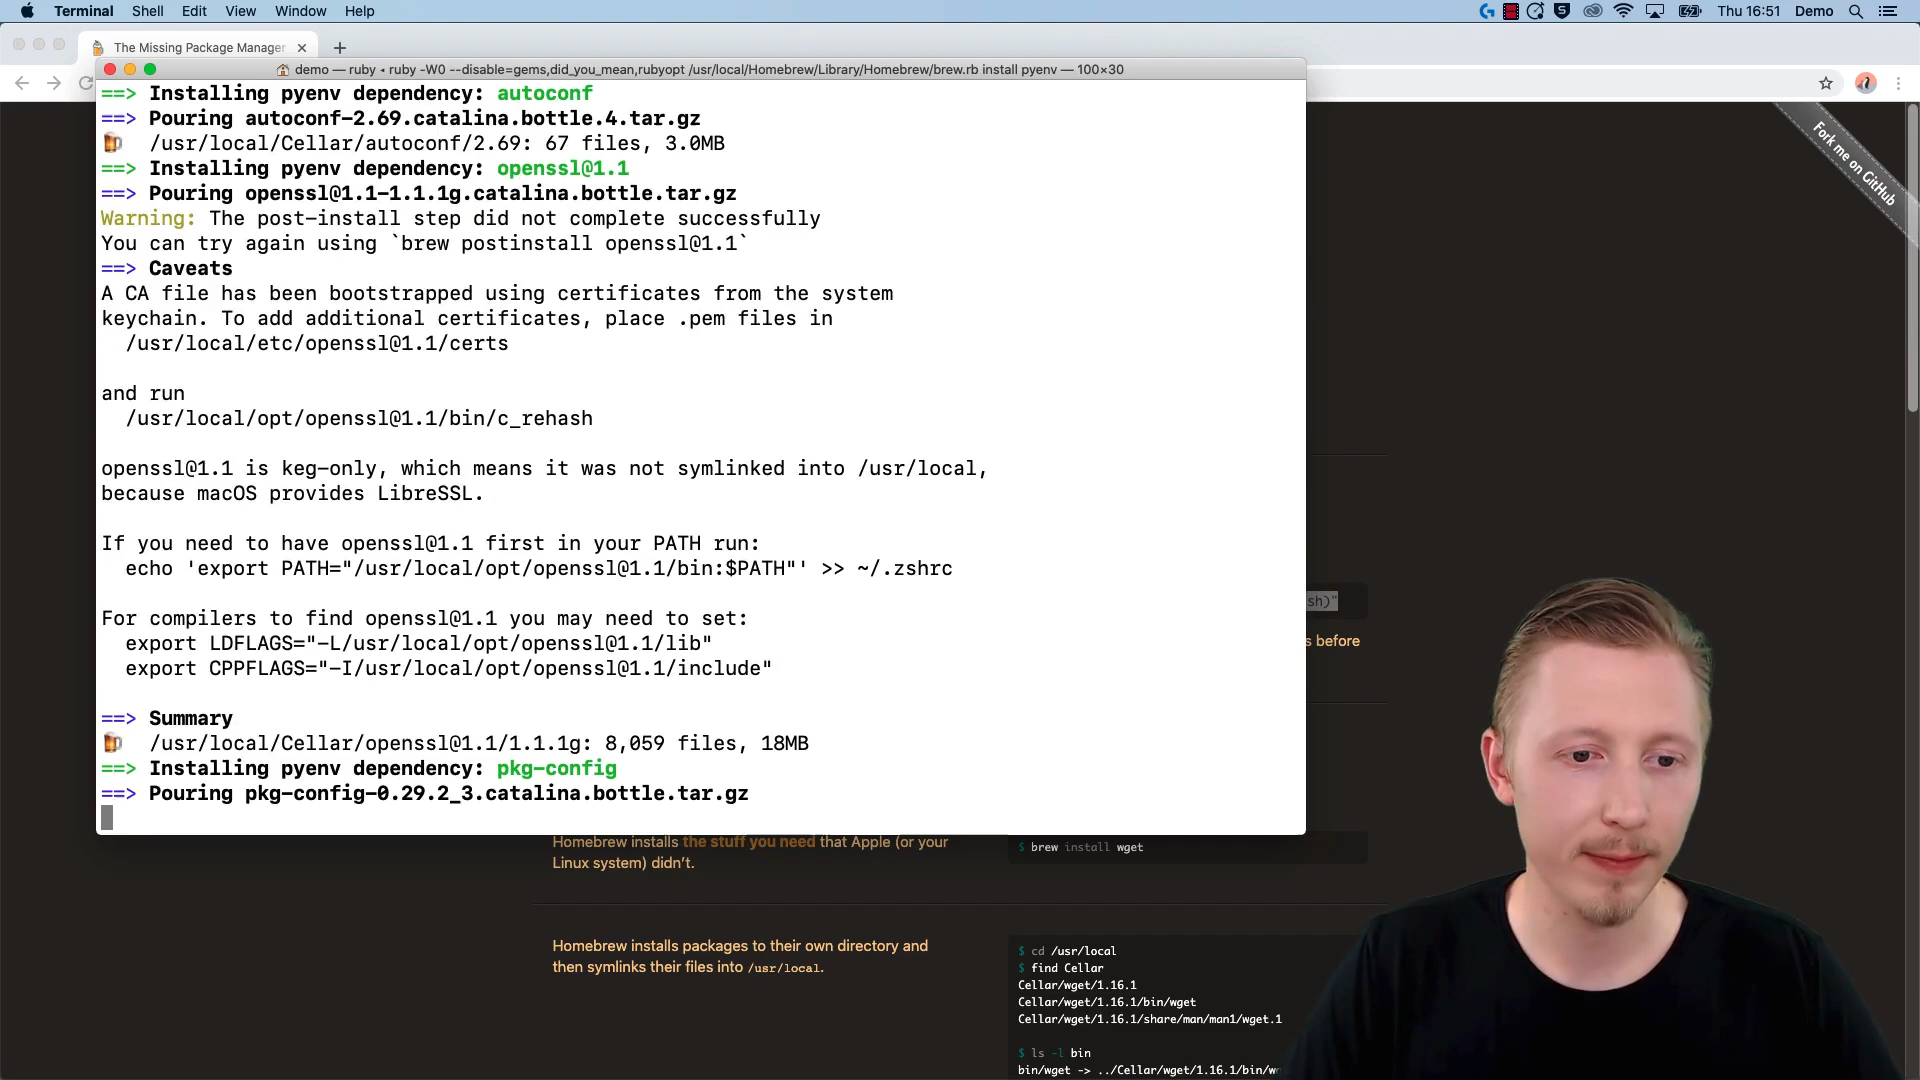 Terminal Shell Edit View Window Help
Thu 16:51 Demo
The Missing Package Manager
demo — ruby ◂ ruby -W0 --disable=gems,did_you_mean,rubyopt /usr/local/Homebrew/Library/Homebrew/brew.rb install pyenv — 100×30
==> Installing pyenv dependency: autoconf
==> Pouring autoconf-2.69.catalina.bottle.4.tar.gz
🍺 /usr/local/Cellar/autoconf/2.69: 67 files, 3.0MB
==> Installing pyenv dependency: openssl@1.1
==> Pouring openssl@1.1-1.1.1g.catalina.bottle.tar.gz
Warning: The post-install step did not complete successfully
You can try again using `brew postinstall openssl@1.1`
==> Caveats
A CA file has been bootstrapped using certificates from the system
keychain. To add additional certificates, place .pem files in
/usr/local/etc/openssl@1.1/certs
and run
/usr/local/opt/openssl@1.1/bin/c_rehash
openssl@1.1 is keg-only, which means it was not symlinked into /usr/local,
because macOS provides LibreSSL.
If you need to have openssl@1.1 first in your PATH run:
echo 'export PATH="/usr/local/opt/openssl@1.1/bin:$PATH"' >> ~/.zshrc
For compilers to find openssl@1.1 you may need to set:
export LDFLAGS="-L/usr/local/opt/openssl@1.1/lib"
export CPPFLAGS="-I/usr/local/opt/openssl@1.1/include"
==> Summary
🍺 /usr/local/Cellar/openssl@1.1/1.1.1g: 8,059 files, 18MB
==> Installing pyenv dependency: pkg-config
==> Pouring pkg-config-0.29.2_3.catalina.bottle.tar.gz
Fork me on GitHub
sh)"
s before
Homebrew installs the stuff you need that Apple (or your
Linux system) didn't.
$ brew install wget
Homebrew installs packages to their own directory and
then symlinks their files into /usr/local.
$ cd /usr/local
$ find Cellar
Cellar/wget/1.16.1
Cellar/wget/1.16.1/bin/wget
Cellar/wget/1.16.1/share/man/man1/wget.1
$ ls -l bin
bin/wget -> ../Cellar/wget/1.16.1/bin/w